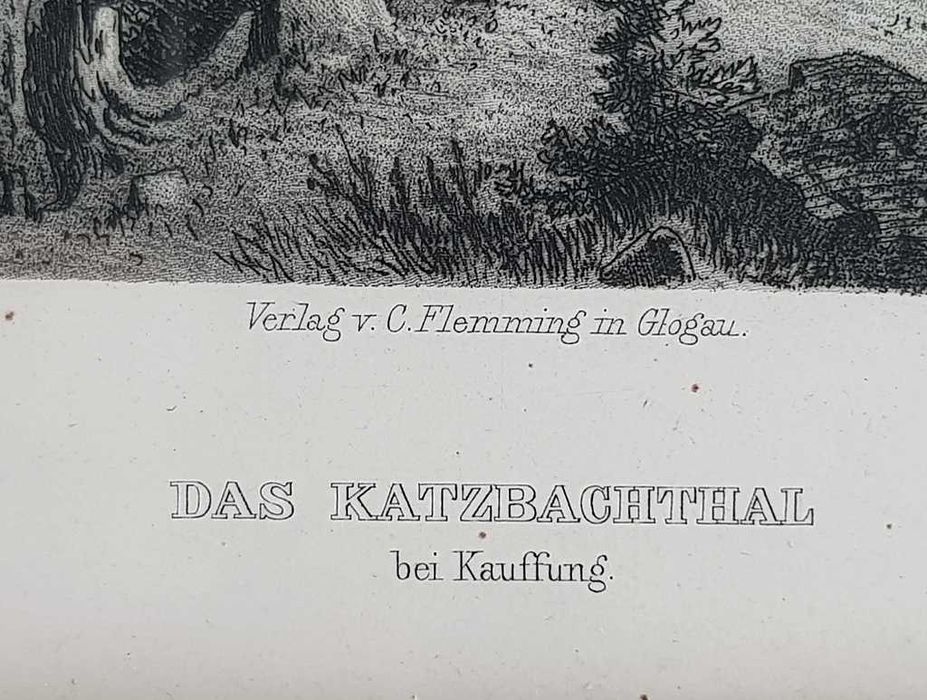 Verlag v. C. Flemming in Glogau.
DAS KATZBACHTHAL
bei Kauffung.